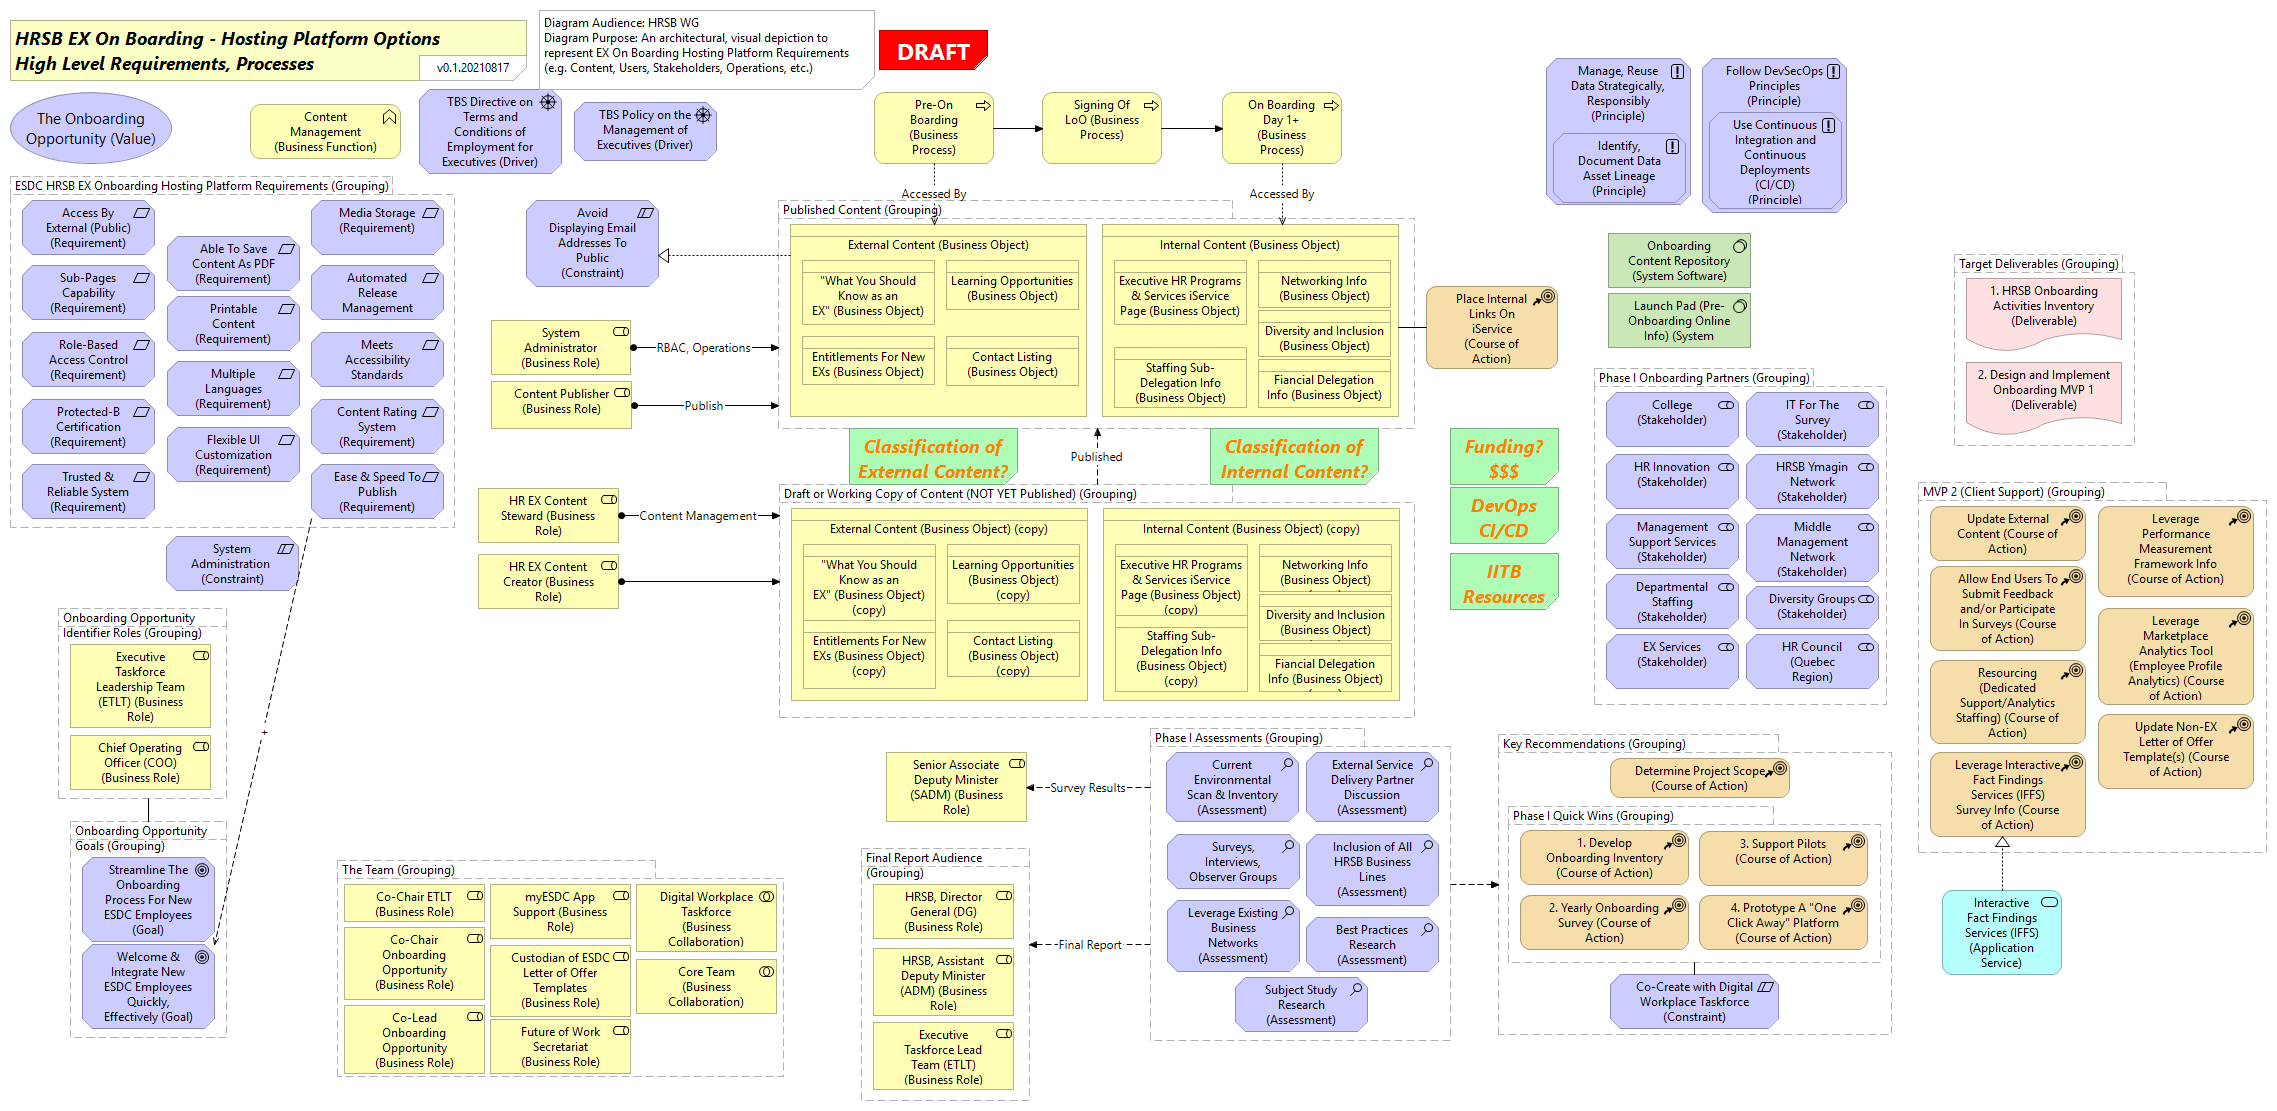 HRSB EX On Boarding - Hosting Platform Options
High Level Requirements, Processes
v0.1.20210817
Diagram Audience: HRSB WG
Diagram Purpose: An architectural, visual depiction to
represent EX On Boarding Hosting Platform Requirements
(e.g. Content, Users, Stakeholders, Operations, etc.)
DRAFT
The Onboarding
Opportunity (Value)
Content
Management
(Business Function)
TBS Directive on
Terms and
Conditions of
Employment for
Executives (Driver)
TBS Policy on the
Management of
Executives (Driver)
Pre-On
Boarding
(Business
Process)
Signing Of
LoO (Business
Process)
On Boarding
Day 1+
(Business
Process)
Accessed By
Accessed By
Manage, Reuse
Data Strategically,
Responsibly
(Principle)
Identify,
Document Data
Asset Lineage
(Principle)
Follow DevSecOps
Principles
(Principle)
Use Continuous
Integration and
Continuous
Deployments
(CI/CD)
(Principle)
ESDC HRSB EX Onboarding Hosting Platform Requirements (Grouping)
Access By
External (Public)
(Requirement)
Sub-Pages
Capability
(Requirement)
Role-Based
Access Control
(Requirement)
Protected-B
Certification
(Requirement)
Trusted &
Reliable System
(Requirement)
Able To Save
Content As PDF
(Requirement)
Printable
Content
(Requirement)
Multiple
Languages
(Requirement)
Flexible UI
Customization
(Requirement)
Media Storage
(Requirement)
Automated
Release
Management
Meets
Accessibility
Standards
Content Rating
System
(Requirement)
Ease & Speed To
Publish
(Requirement)
System
Administration
(Constraint)
Avoid
Displaying Email
Addresses To
Public
(Constraint)
System
Administrator
(Business Role)
RBAC, Operations
Content Publisher
(Business Role)
Publish
Published Content (Grouping)
External Content (Business Object)
"What You Should
Know as an
EX" (Business Object)
Learning Opportunities
(Business Object)
Entitlements For New
EXs (Business Object)
Contact Listing
(Business Object)
Internal Content (Business Object)
Executive HR Programs
& Services iService
Page (Business Object)
Networking Info
(Business Object)
Diversity and Inclusion
(Business Object)
Staffing Sub-
Delegation Info
(Business Object)
Fiancial Delegation
Info (Business Object)
Place Internal
Links On
iService
(Course of
Action)
Classification of
External Content?
Published
Classification of
Internal Content?
Funding?
$$$
DevOps
CI/CD
IITB
Resources
HR EX Content
Steward (Business
Role)
Content Management
HR EX Content
Creator (Business
Role)
Draft or Working Copy of Content (NOT YET Published) (Grouping)
External Content (Business Object) (copy)
"What You Should
Know as an
EX" (Business Object)
(copy)
Learning Opportunities
(Business Object)
(copy)
Entitlements For New
EXs (Business Object)
(copy)
Contact Listing
(Business Object)
(copy)
Internal Content (Business Object) (copy)
Executive HR Programs
& Services iService
Page (Business Object)
(copy)
Networking Info
(Business Object)
Diversity and Inclusion
(Business Object)
Staffing Sub-
Delegation Info
(Business Object)
(copy)
Fiancial Delegation
Info (Business Object)
Onboarding
Content Repository
(System Software)
Launch Pad (Pre-
Onboarding Online
Info) (System
Phase I Onboarding Partners (Grouping)
College
(Stakeholder)
IT For The
Survey
(Stakeholder)
HR Innovation
(Stakeholder)
HRSB Ymagin
Network
(Stakeholder)
Management
Support Services
(Stakeholder)
Middle
Management
Network
(Stakeholder)
Departmental
Staffing
(Stakeholder)
Diversity Groups
(Stakeholder)
EX Services
(Stakeholder)
HR Council
(Quebec
Region)
Target Deliverables (Grouping)
1. HRSB Onboarding
Activities Inventory
(Deliverable)
2. Design and Implement
Onboarding MVP 1
(Deliverable)
MVP 2 (Client Support) (Grouping)
Update External
Content (Course of
Action)
Allow End Users To
Submit Feedback
and/or Participate
In Surveys (Course
of Action)
Resourcing
(Dedicated
Support/Analytics
Staffing) (Course of
Action)
Leverage Interactive
Fact Findings
Services (IFFS)
Survey Info (Course
of Action)
Leverage
Performance
Measurement
Framework Info
(Course of Action)
Leverage
Marketplace
Analytics Tool
(Employee Profile
Analytics) (Course
of Action)
Update Non-EX
Letter of Offer
Template(s) (Course
of Action)
Interactive
Fact Findings
Services (IFFS)
(Application
Service)
Onboarding Opportunity
Identifier Roles (Grouping)
Executive
Taskforce
Leadership Team
(ETLT) (Business
Role)
Chief Operating
Officer (COO)
(Business Role)
+
Onboarding Opportunity
Goals (Grouping)
Streamline The
Onboarding
Process For New
ESDC Employees
(Goal)
Welcome &
Integrate New
ESDC Employees
Quickly,
Effectively (Goal)
The Team (Grouping)
Co-Chair ETLT
(Business Role)
Co-Chair
Onboarding
Opportunity
(Business Role)
Co-Lead
Onboarding
Opportunity
(Business Role)
myESDC App
Support (Business
Role)
Custodian of ESDC
Letter of Offer
Templates
(Business Role)
Future of Work
Secretariat
(Business Role)
Digital Workplace
Taskforce
(Business
Collaboration)
Core Team
(Business
Collaboration)
Senior Associate
Deputy Minister
(SADM) (Business
Role)
Survey Results
Final Report Audience
(Grouping)
HRSB, Director
General (DG)
(Business Role)
HRSB, Assistant
Deputy Minister
(ADM) (Business
Role)
Executive
Taskforce Lead
Team (ETLT)
(Business Role)
Final Report
Phase I Assessments (Grouping)
Current
Environmental
Scan & Inventory
(Assessment)
External Service
Delivery Partner
Discussion
(Assessment)
Surveys,
Interviews,
Observer Groups
Inclusion of All
HRSB Business
Lines
(Assessment)
Leverage Existing
Business
Networks
(Assessment)
Best Practices
Research
(Assessment)
Subject Study
Research
(Assessment)
Key Recommendations (Grouping)
Determine Project Scope
(Course of Action)
Phase I Quick Wins (Grouping)
1. Develop
Onboarding Inventory
(Course of Action)
3. Support Pilots
(Course of Action)
2. Yearly Onboarding
Survey (Course of
Action)
4. Prototype A "One
Click Away" Platform
(Course of Action)
Co-Create with Digital
Workplace Taskforce
(Constraint)